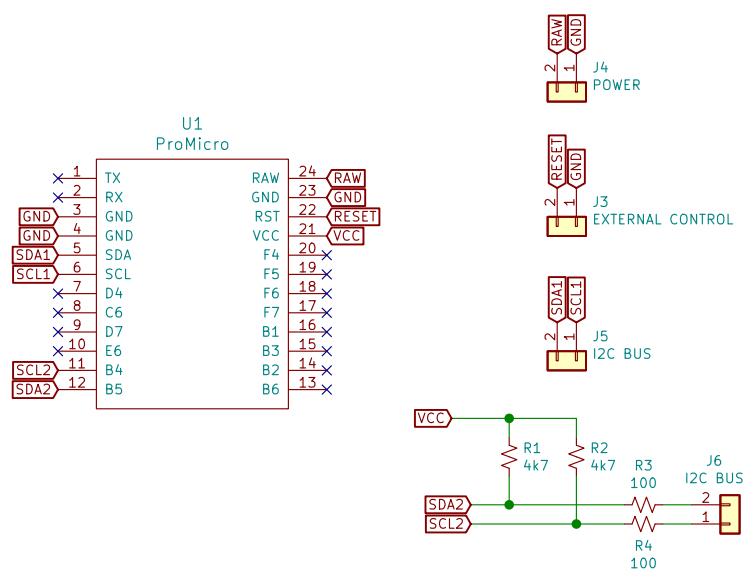 RAW GND
2 1
J4
POWER
U1
ProMicro
RESET GND
2 1
J3
EXTERNAL CONTROL
1 TX RAW 24 RAW
2 RX GND 23 GND
GND 3 GND RST 22 RESET
GND 4 GND VCC 21 VCC
SDA1 5 SDA F4 20
SCL1 6 SCL F5 19
7 D4 F6 18
8 C6 F7 17
9 D7 B1 16
10 E6 B3 15
SCL2 11 B4 B2 14
SDA2 12 B5 B6 13
SDA1 SCL1
2 1
J5
I2C BUS
VCC
R1
4k7
R2
4k7
R3
100
J6
I2C BUS
SDA2 2
SCL2 1
R4
100